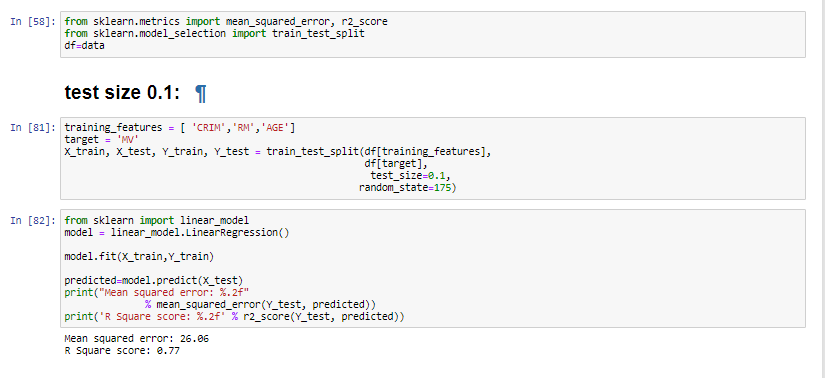 In [58]: from sklearn.metrics import mean_squared_error, r2_score
from sklearn.model_selection import train_test_split
df=data
test size 0.1: ¶
In [81]: training_features = [ 'CRIM','RM','AGE']
target = 'MV'
X_train, X_test, Y_train, Y_test = train_test_split(df[training_features],
df[target],
test_size=0.1,
random_state=175)
In [82]: from sklearn import linear_model
model = linear_model.LinearRegression()
model.fit(X_train,Y_train)
predicted=model.predict(X_test)
print("Mean squared error: %.2f"
% mean_squared_error(Y_test, predicted))
print('R Square score: %.2f' % r2_score(Y_test, predicted))
Mean squared error: 26.06
R Square score: 0.77